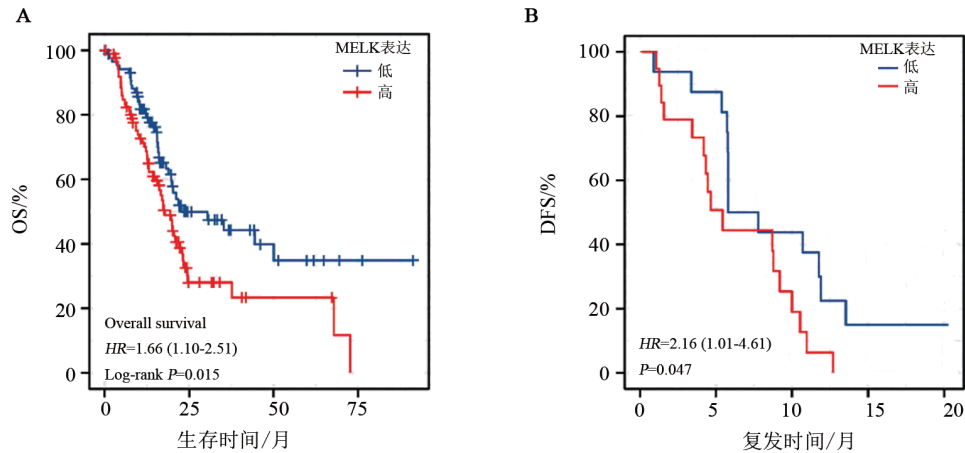 A
MELK表达
低
高
100
80
60
40
20
0
OS/%
Overall survival
HR=1.66 (1.10-2.51)
Log-rank P=0.015
0 25 50 75
生存时间/月
B
MELK表达
低
高
100
80
60
40
20
0
DFS/%
HR=2.16 (1.01-4.61)
P=0.047
0 5 10 15 20
复发时间/月